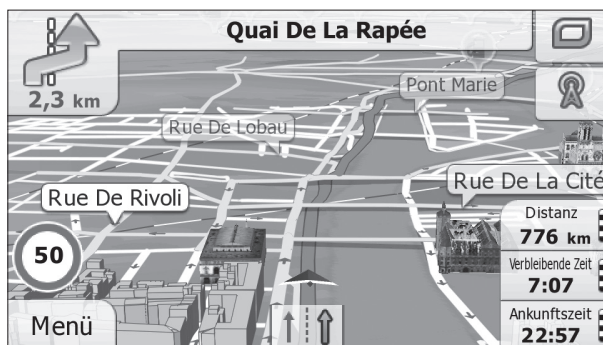 Quai De La Rapée
2,3 km
Pont Marie
Rue De Lobau
Rue De La Cité
Rue De Rivoli
Distanz
776 km
50
Verbleibende Zeit
7:07
Ankunftszeit
22:57
Menü